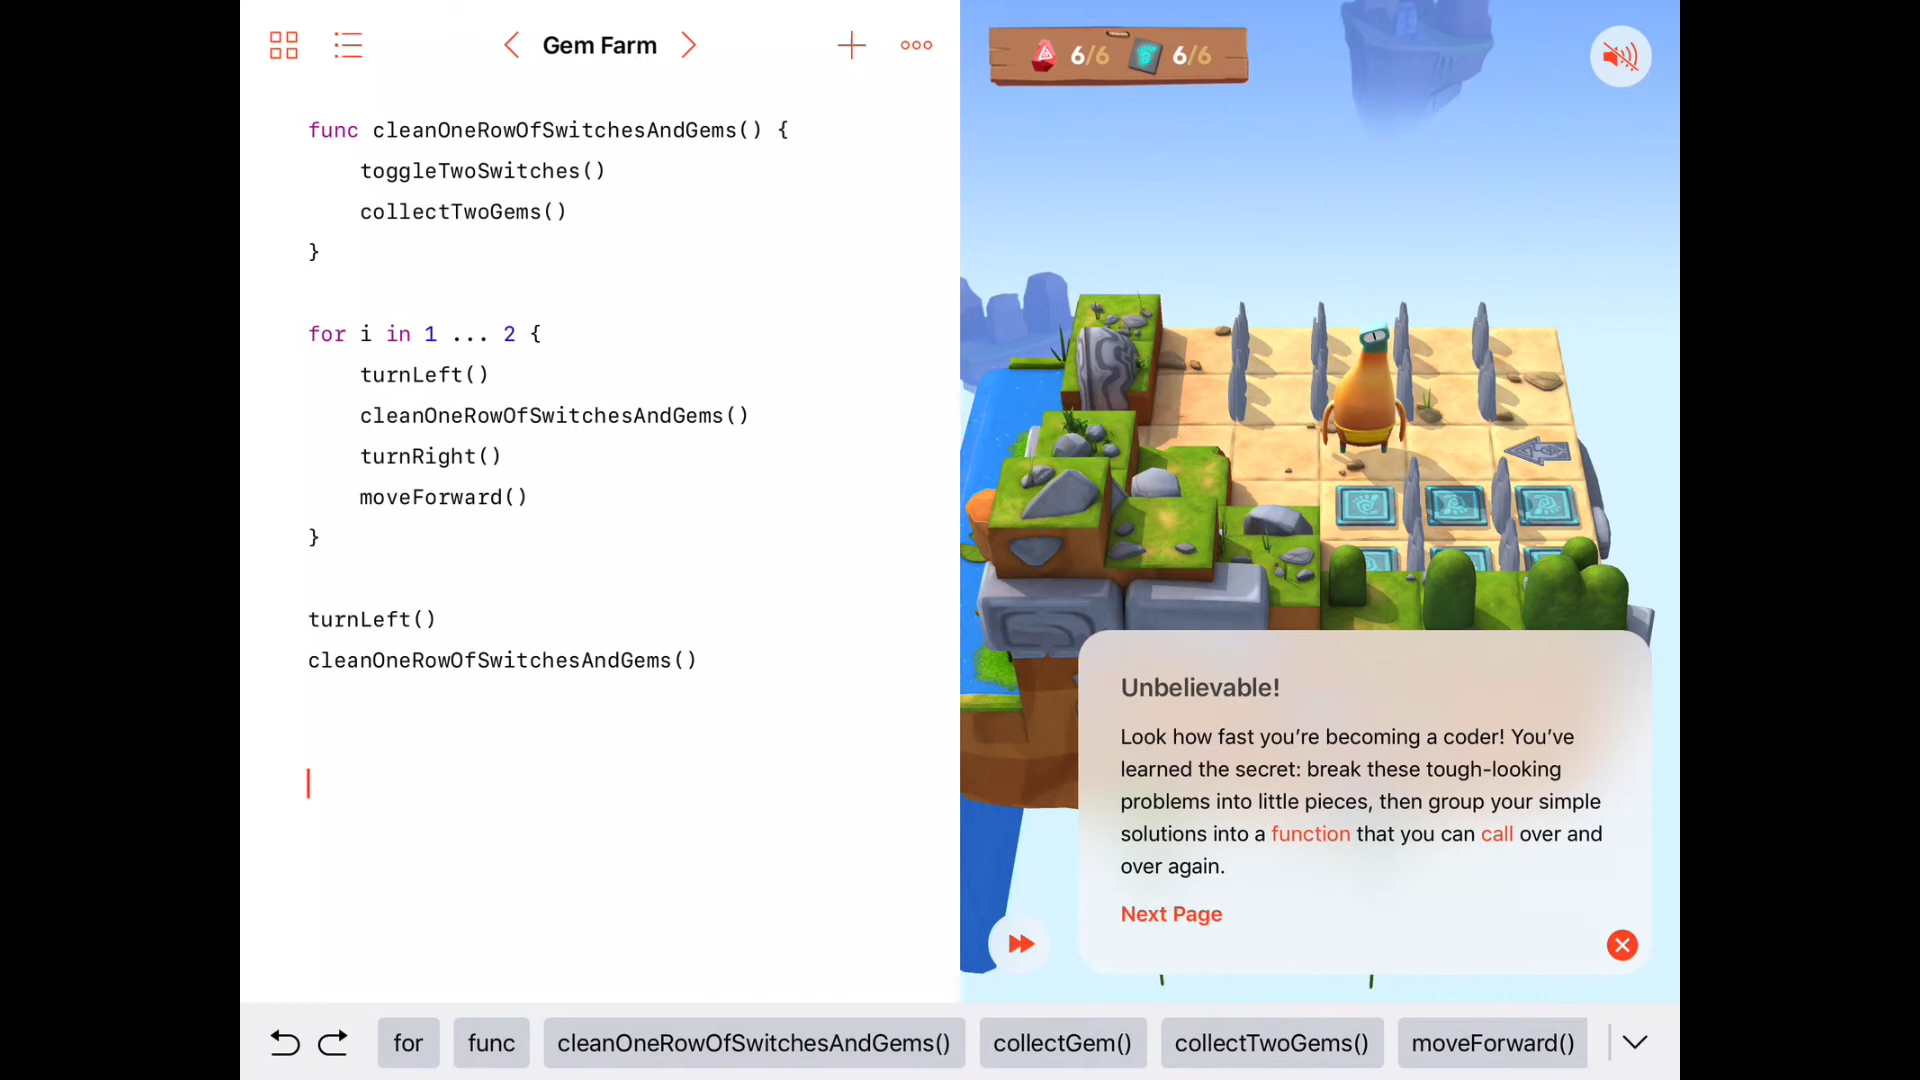 Gem Farm
func cleanOneRowOfSwitchesAndGems() {
toggleTwoSwitches()
collectTwoGems()
}
for i in 1 ... 2 {
turnLeft()
cleanOneRowOfSwitchesAndGems()
turnRight()
moveForward()
}
turnLeft()
cleanOneRowOfSwitchesAndGems()
6/6 6/6
Unbelievable!
Look how fast you’re becoming a coder! You’ve
learned the secret: break these tough-looking
problems into little pieces, then group your simple
solutions into a function that you can call over and
over again.
Next Page
for func cleanOneRowOfSwitchesAndGems() collectGem() collectTwoGems() moveForward()